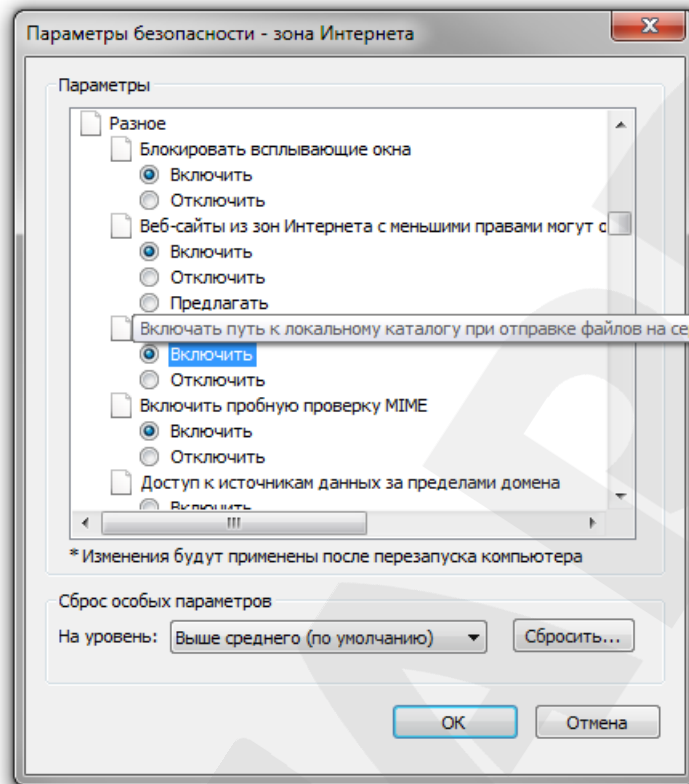 Параметры безопасности - зона Интернета
Параметры
Разное
Блокировать всплывающие окна
Включить
Отключить
Веб-сайты из зон Интернета с меньшими правами могут о
Включить
Отключить
Предлагать
Включать путь к локальному каталогу при отправке файлов на се
Включить
Отключить
Включить пробную проверку MIME
Включить
Отключить
Доступ к источникам данных за пределами домена
Включить
* Изменения будут применены после перезапуска компьютера
Сброс особых параметров
На уровень: Выше среднего (по умолчанию) Сбросить...
ОК Отмена